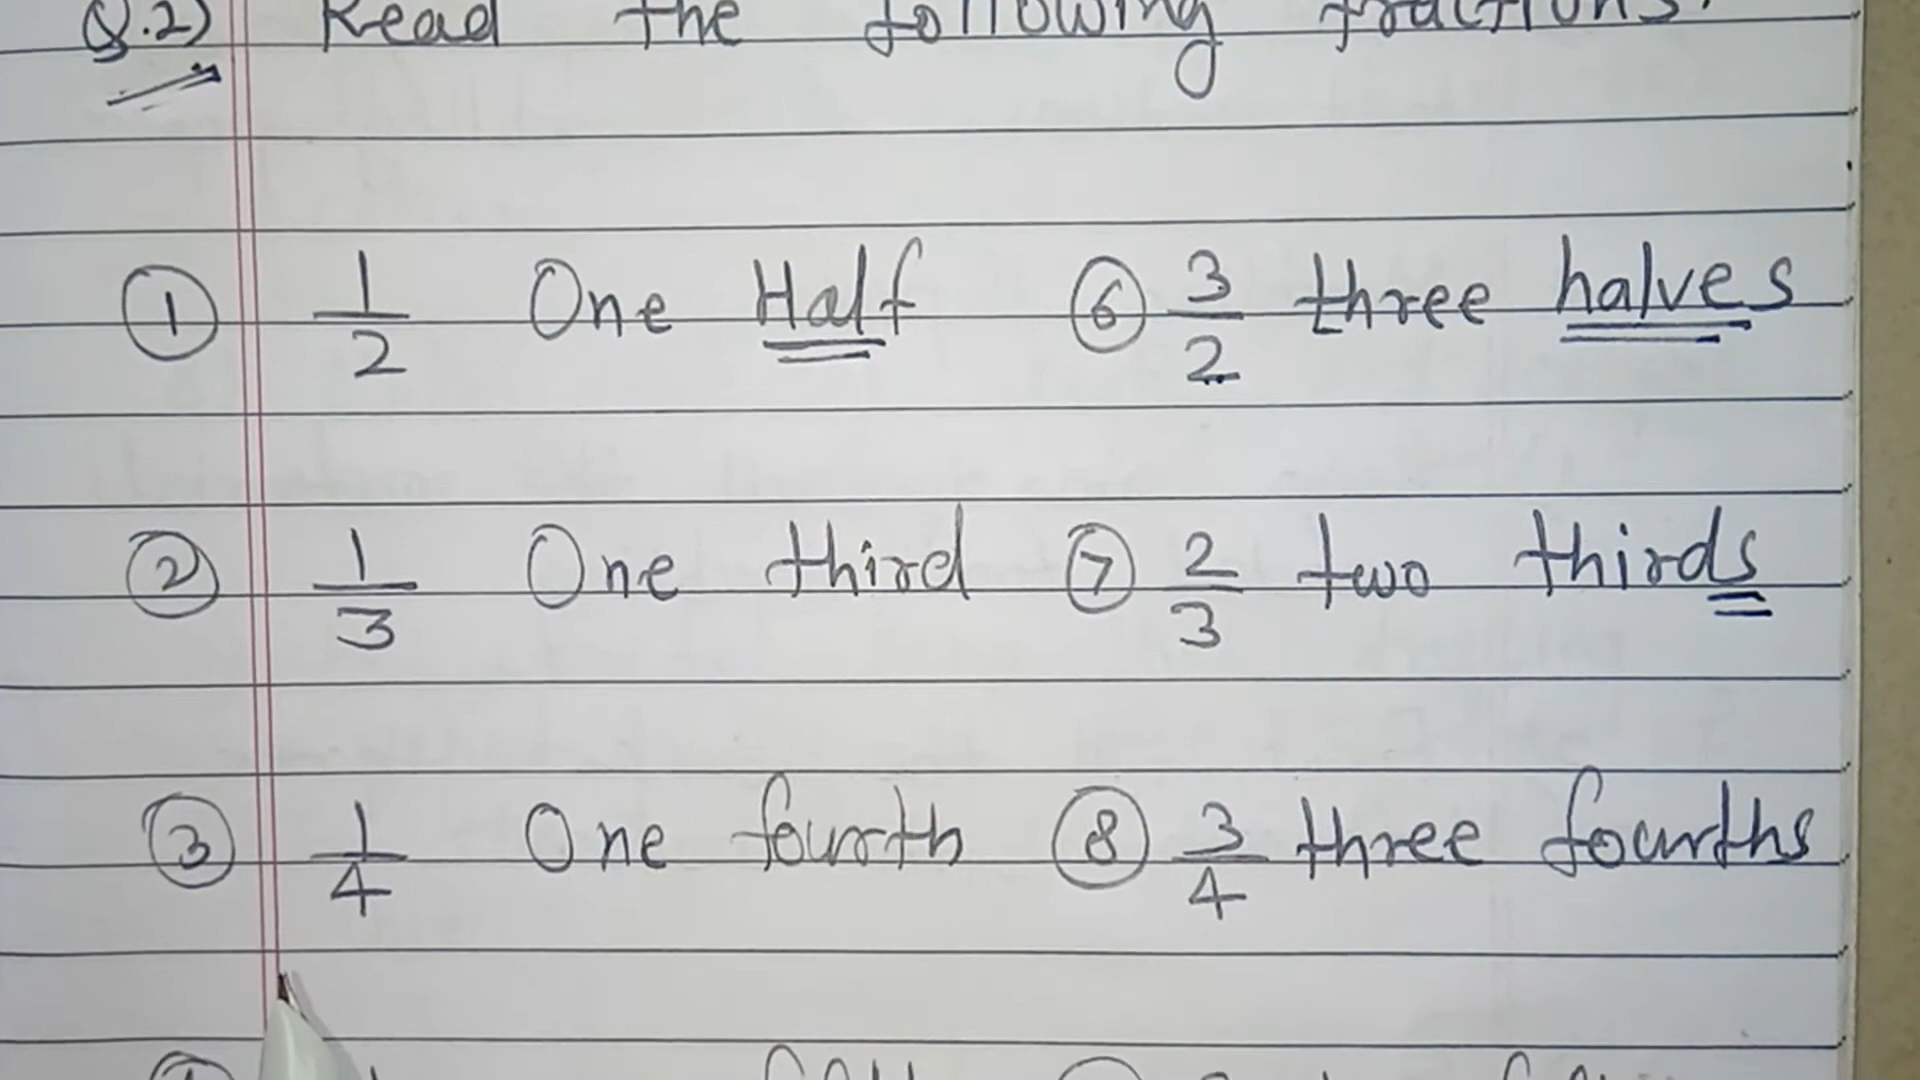 Q.2) Read the following fractions.
① 1/2 One Half ⑥ 3/2 three halves
② 1/3 One third ⑦ 2/3 two thirds
③ 1/4 One fourth ⑧ 3/4 three fourths